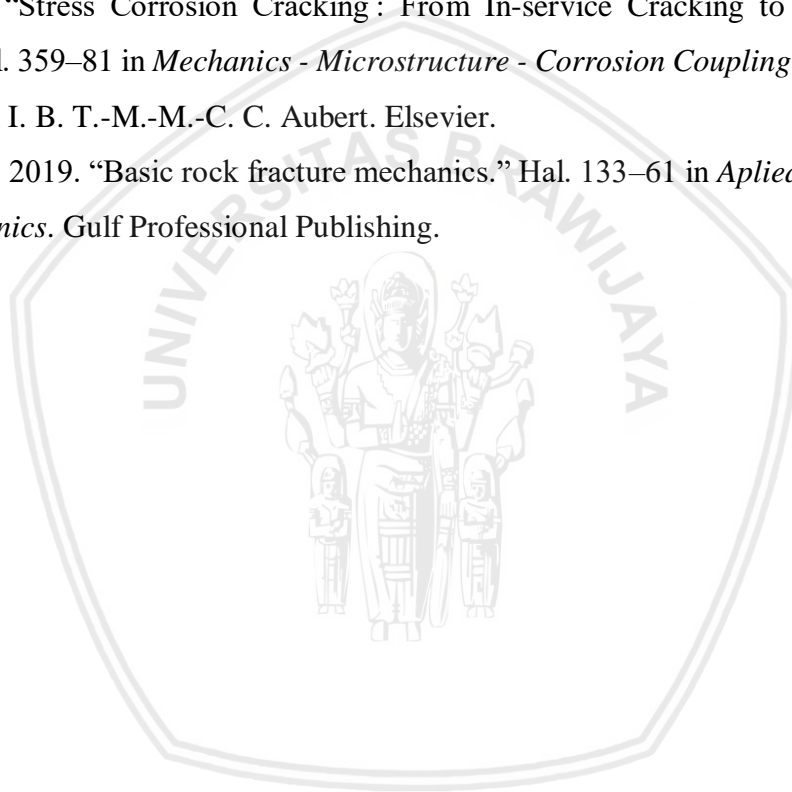 “Stress Corrosion Cracking : From In-service Cracking to
l. 359–81 in Mechanics - Microstructure - Corrosion Coupling
I. B. T.-M.-M.-C. C. Aubert. Elsevier.
2019. “Basic rock fracture mechanics.” Hal. 133–61 in Aplied
nics. Gulf Professional Publishing.
UNIVERSITAS BRAWIJAYA